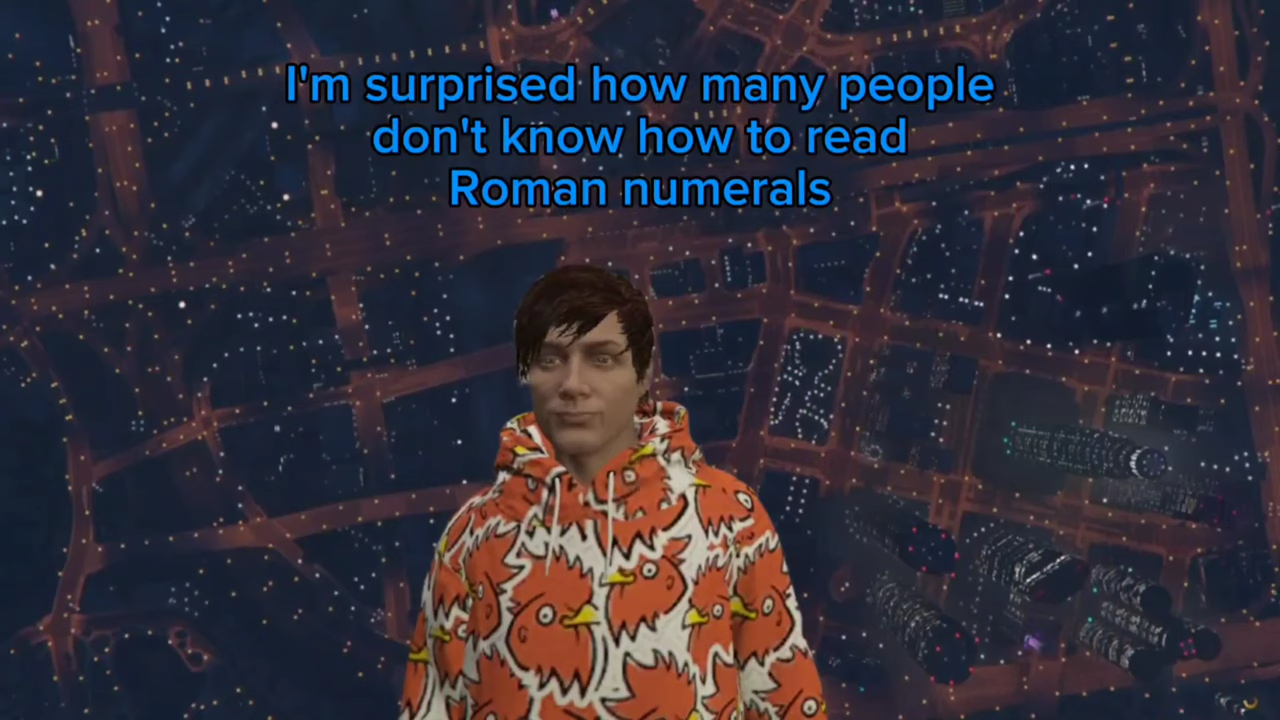 I'm surprised how many people
don't know how to read
Roman numerals